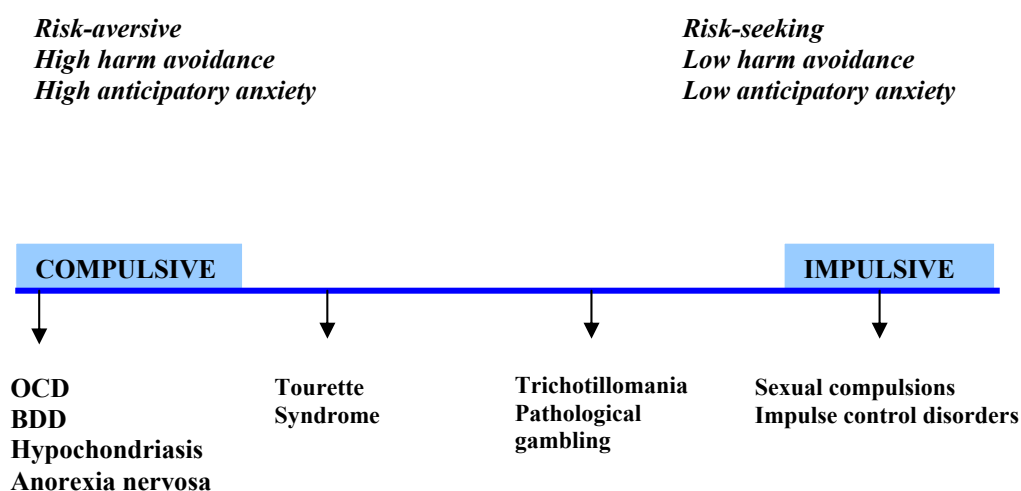 Risk-aversive
High harm avoidance
High anticipatory anxiety
Risk-seeking
Low harm avoidance
Low anticipatory anxiety
COMPULSIVE
IMPULSIVE
OCD
BDD
Hypochondriasis
Anorexia nervosa
Tourette
Syndrome
Trichotillomania
Pathological
gambling
Sexual compulsions
Impulse control disorders